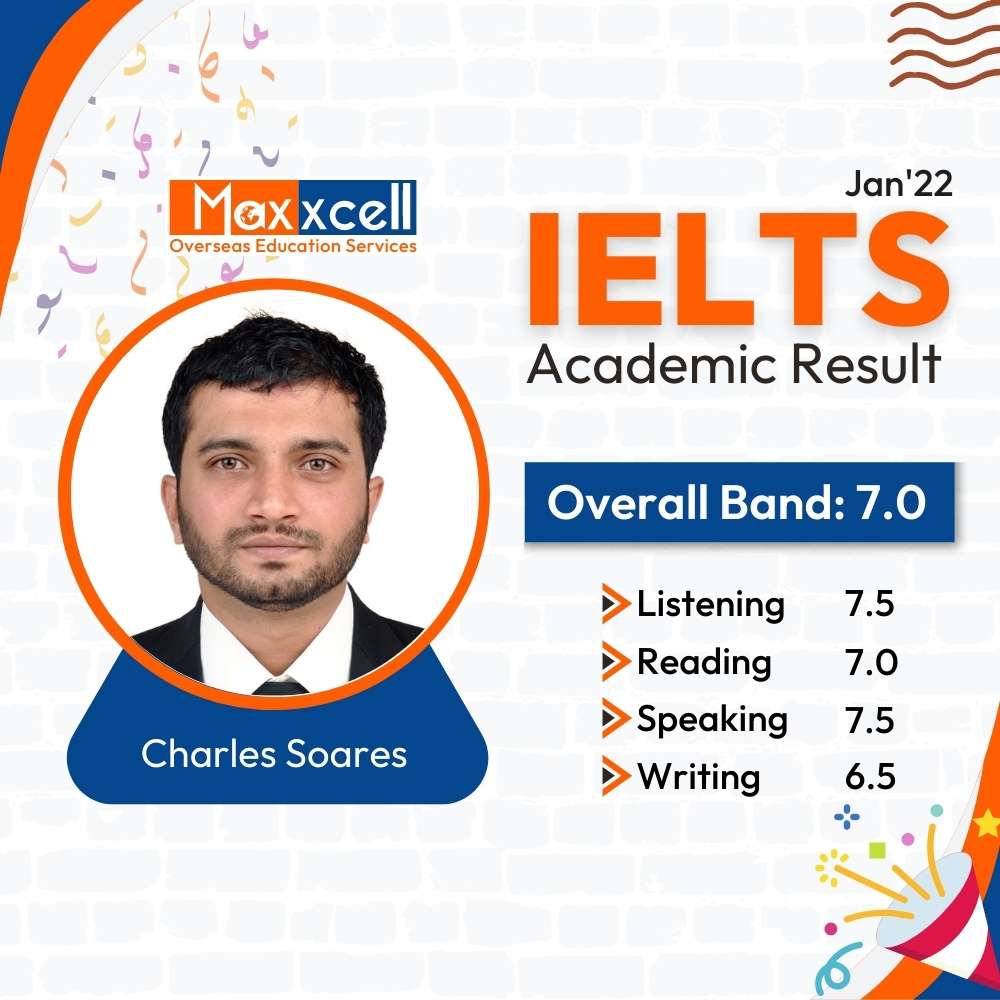 Maxxcell
Overseas Education Services
Jan'22
IELTS
Academic Result
Overall Band: 7.0
Listening 7.5
Reading 7.0
Speaking 7.5
Writing 6.5
Charles Soares